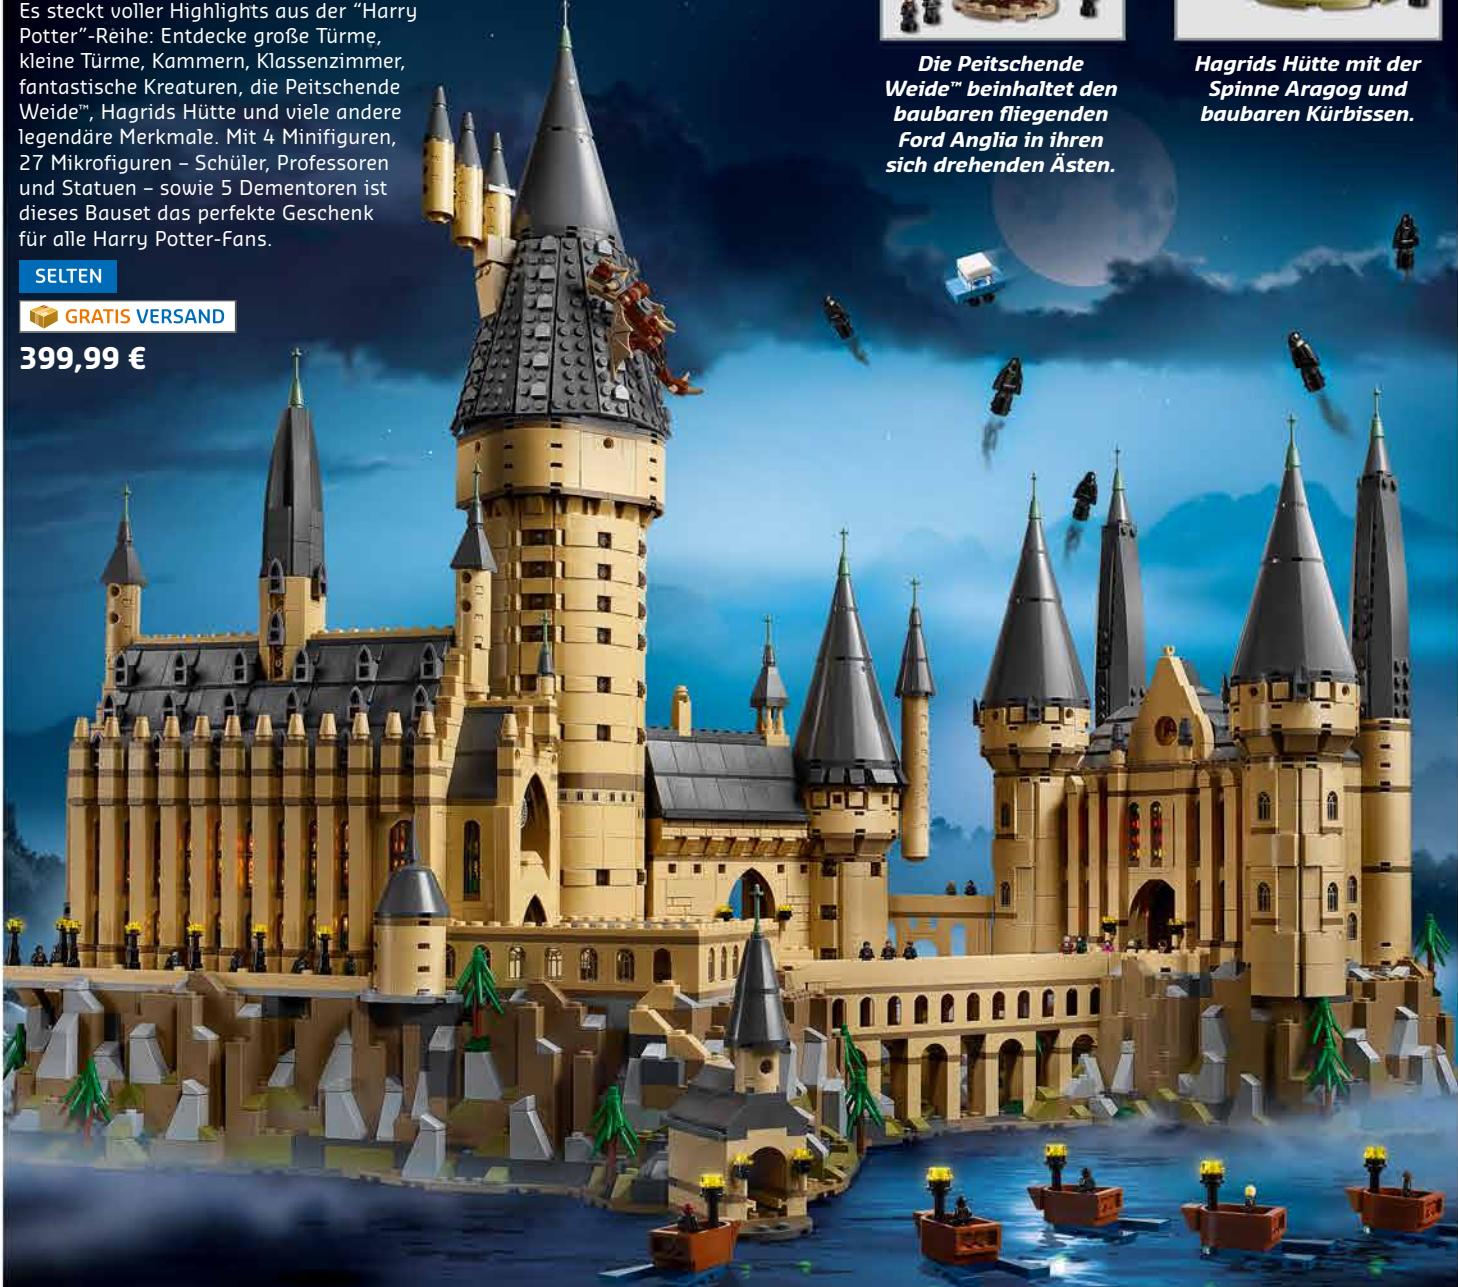 Es steckt voller Highlights aus der “Harry
Potter”-Reihe: Entdecke große Türme,
kleine Türme, Kammern, Klassenzimmer,
fantastische Kreaturen, die Peitschende
Weide™, Hagrids Hütte und viele andere
legendäre Merkmale. Mit 4 Minifiguren,
27 Mikrofiguren – Schüler, Professoren
und Statuen – sowie 5 Dementoren ist
dieses Bauset das perfekte Geschenk
für alle Harry Potter-Fans.
SELTEN
GRATIS VERSAND
399,99 €
Die Peitschende
Weide™ beinhaltet den
baubaren fliegenden
Ford Anglia in ihren
sich drehenden Ästen.
Hagrids Hütte mit der
Spinne Aragog und
baubaren Kürbissen.